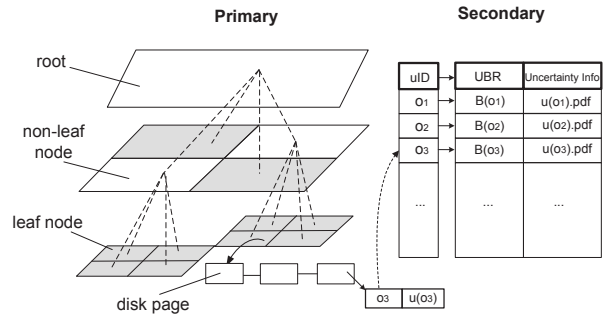 Primary
Secondary
root
non-leaf
node
leaf node
disk page
o3 u(o3)
uID UBR Uncertainty Info
o1 B(o1) u(o1).pdf
o2 B(o2) u(o2).pdf
o3 B(o3) u(o3).pdf
... ... ...